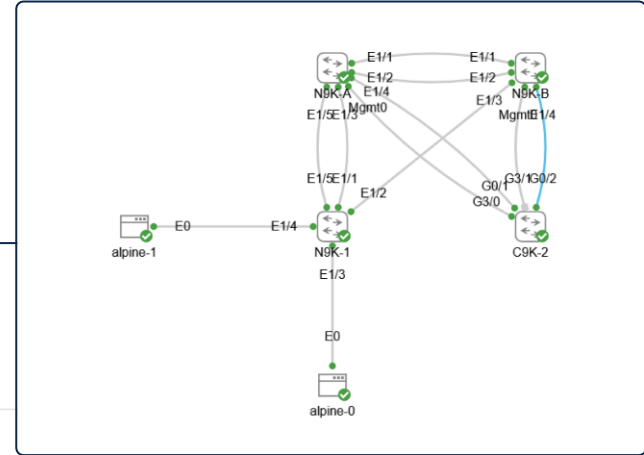 E1/1 E1/1
E1/2 E1/2
N9K-A N9K-B
E1/4 E1/3
Mgmt0
E1/5 E1/3 Mgmt0 E1/4
E1/5 E1/1 G3/1 G0/2
G0/1
E1/2
G3/0
E0 E1/4
alpine-1 N9K-1 C9K-2
E1/3
E0
alpine-0